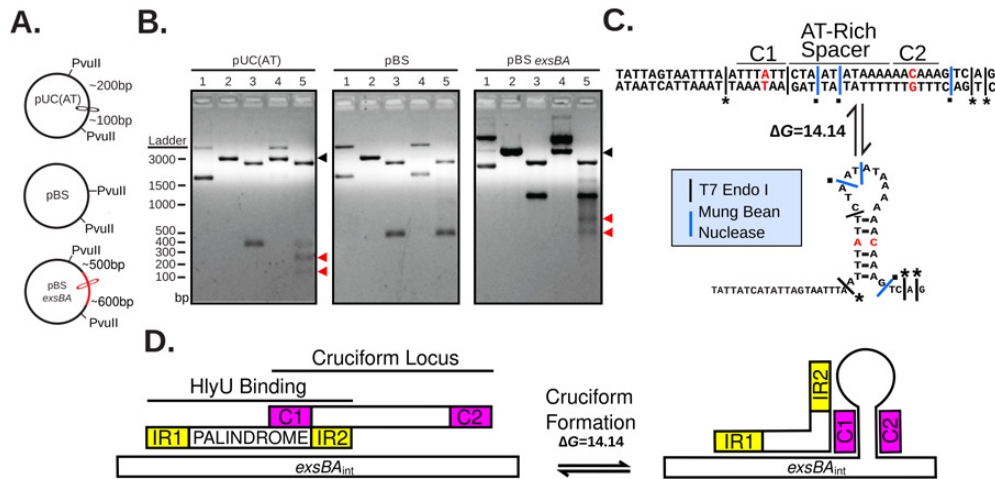 A.
PvuII
~200bp
pUC(AT)
~100bp
PvuII
pBS
PvuII
PvuII
PvuII
~500bp
pBS
exsBA
~600bp
PvuII
B.
pUC(AT)
pBS
pBS exsBA
1 2 3 4 5
1 2 3 4 5
1 2 3 4 5
Ladder
3000
1500
1000
500
400
300
200
100
bp
C.
AT-Rich
C1 Spacer C2
TATTAGTAATTTA ATTTATT CTA AT ATAAAAAACAAAG TC A G
ATAATCATTAAAT TAAATAA GAT TA TATTTTTTGTTTC AG T C
* * *
ΔG=14.14
T7 Endo I
Mung Bean
Nuclease
TATTATCATATTAGTAATTTA
A T T T A T T C T A A T A T A A A A A A C A A A G
TC A G
* * *
D.
Cruciform Locus
HlyU Binding
C1 C2
IR1 PALINDROME IR2
exsBAint
Cruciform
Formation
ΔG=14.14
IR2
C1 C2
IR1
exsBAint